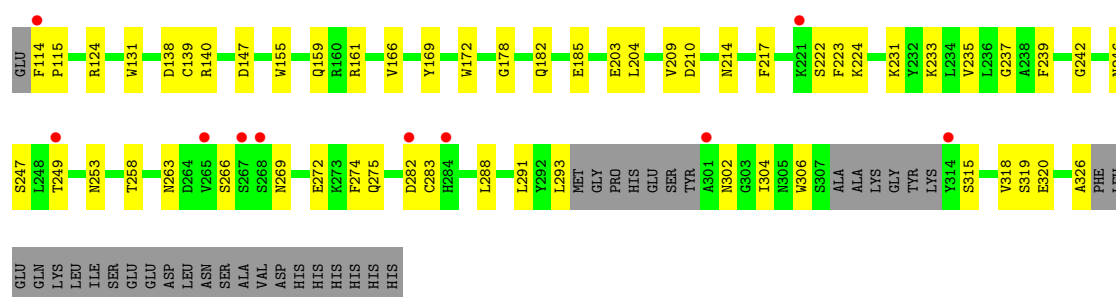 GLU F114 P115 R124 W131 D138 C139 R140 D147 W155 Q159 R160 R161 V166 Y169 W172 G178 Q182 E185 E203 L204 V209 D210 N214 F217 K221 S222 F223 K224 K231 Y232 K233 L234 V235 L236 G237 A238 F239 G242
S247 L248 T249 N253 T258 N263 D264 V265 S266 S267 S268 N269 E272 K273 F274 Q275 D282 C283 H284 L288 L291 Y292 L293 MET GLY PRO HIS GLU SER TYR A301 N302 G303 I304 N305 W306 S307 ALA ALA LYS GLY TYR LYS Y314 S315 V318 S319 E320 A326 PHE
GLU GLN LYS LEU ILE SER GLU GLU ASP LEU ASN SER ALA VAL ASP HIS HIS HIS HIS HIS HIS